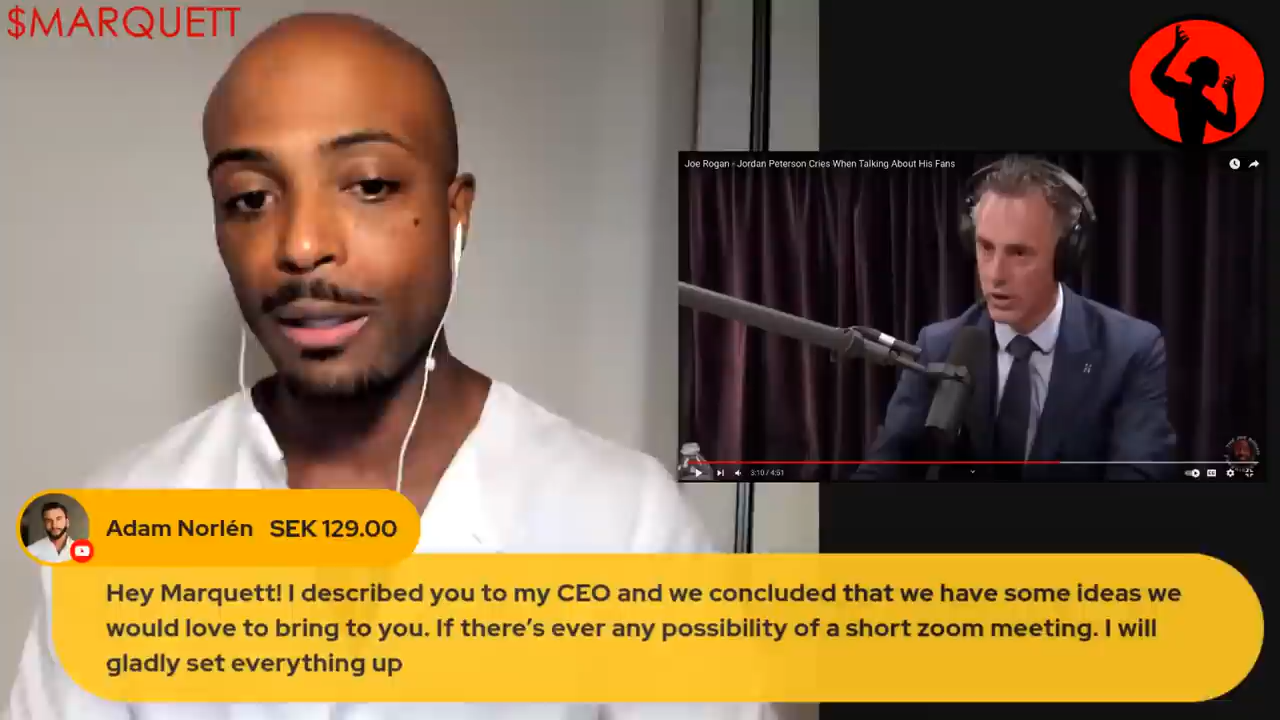 $MARQUETT
Joe Rogan - Jordan Peterson Cries When Talking About His Fans
3:10 / 4:51
Adam Norlén SEK 129.00
Hey Marquett! I described you to my CEO and we concluded that we have some ideas we
would love to bring to you. If there’s ever any possibility of a short zoom meeting. I will
gladly set everything up